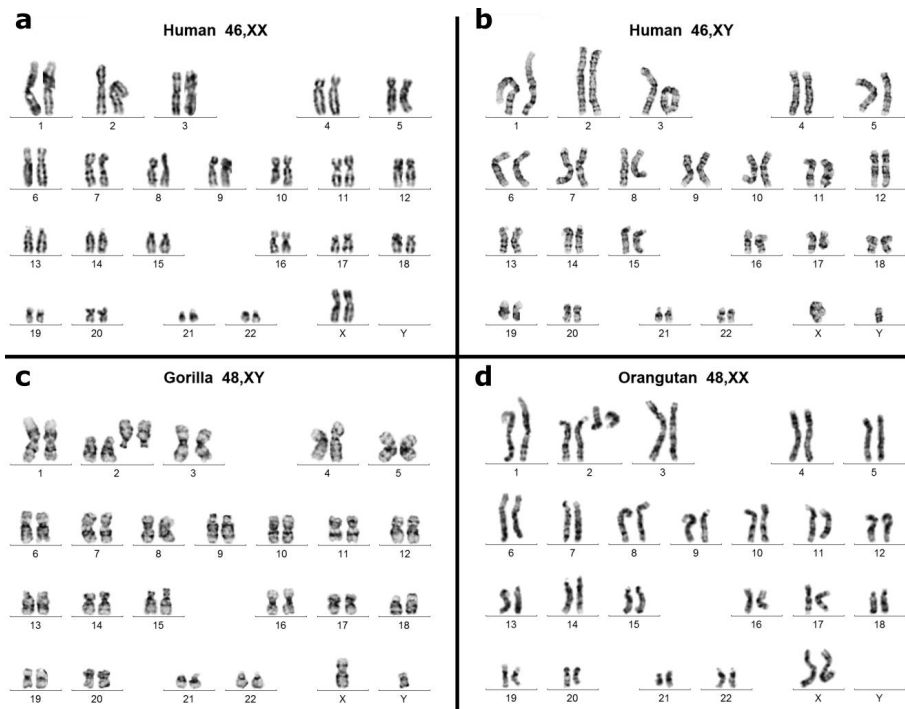 a
Human 46,XX
1 2 3 4 5
6 7 8 9 10 11 12
13 14 15 16 17 18
19 20 21 22 X Y
b
Human 46,XY
1 2 3 4 5
6 7 8 9 10 11 12
13 14 15 16 17 18
19 20 21 22 X Y
c
Gorilla 48,XY
1 2 3 4 5
6 7 8 9 10 11 12
13 14 15 16 17 18
19 20 21 22 X Y
d
Orangutan 48,XX
1 2 3 4 5
6 7 8 9 10 11 12
13 14 15 16 17 18
19 20 21 22 X Y